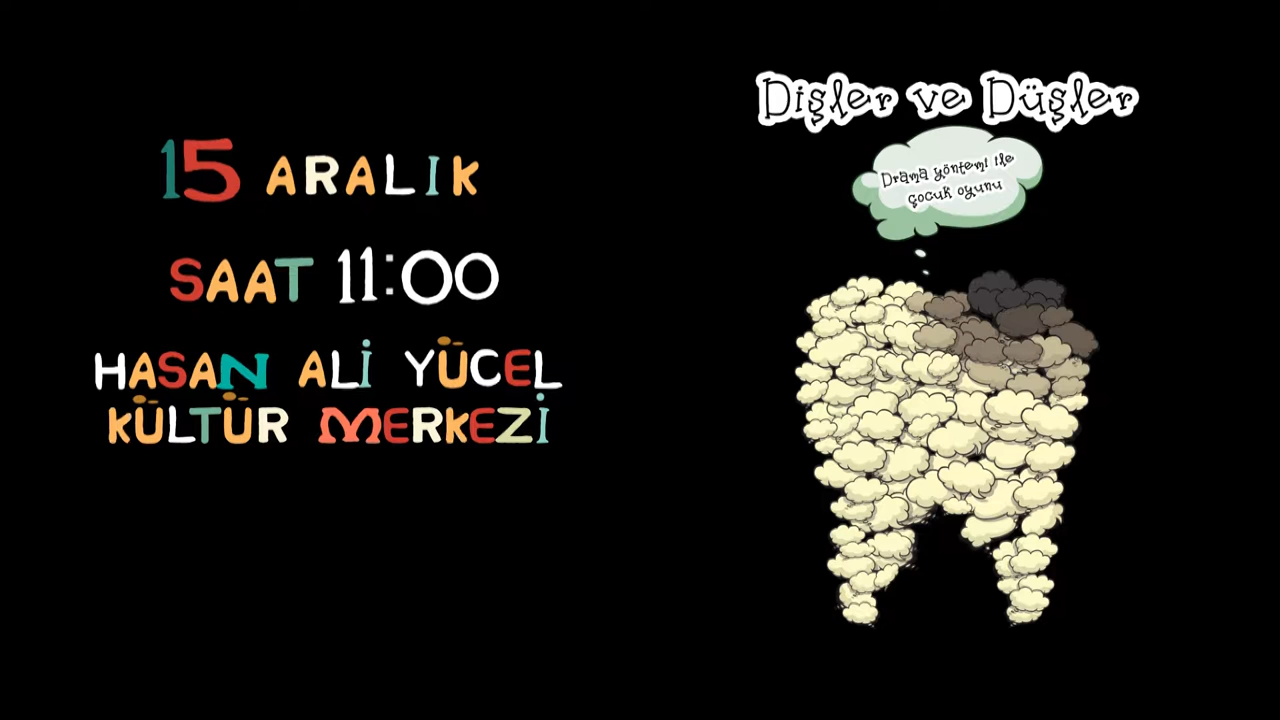 15 ARALIK
SAAT 11:00
HASAN ALİ YÜCEL
KÜLTÜR MERKEZİ
Dişler ve Düşler
Drama yöntemi ile
çocuk oyunu